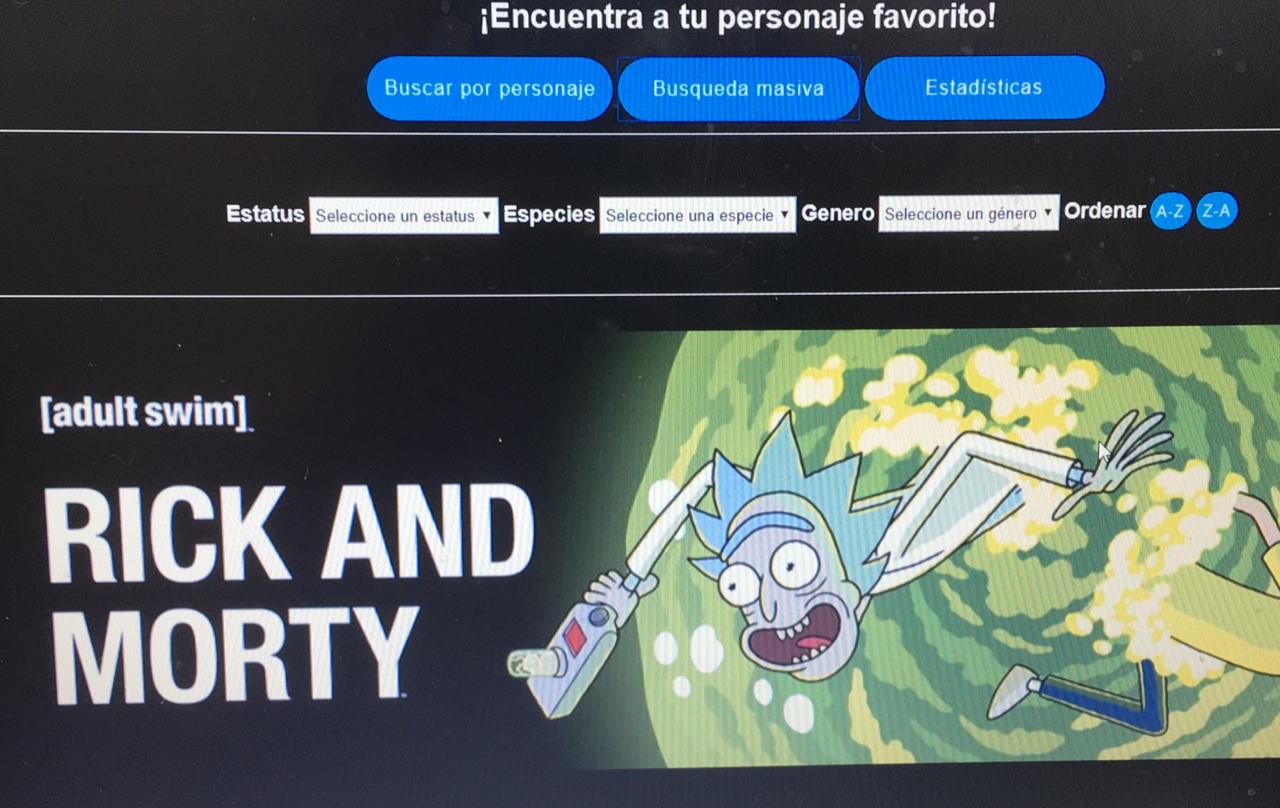 ¡Encuentra a tu personaje favorito!
Buscar por personaje Busqueda masiva Estadísticas
Estatus Seleccione un estatus Especies Seleccione una especie Genero Seleccione un género Ordenar A-Z Z-A
[adult swim]
RICK AND
MORTY